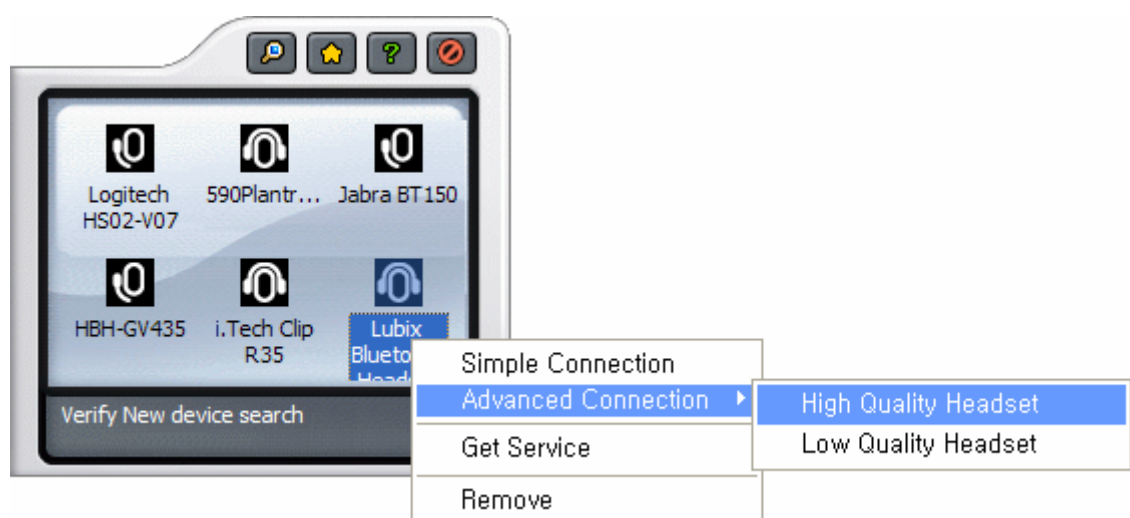 Logitech
HS02-V07
590Plantr...
Jabra BT150
HBH-GV435
i.Tech Clip
R35
Lubix
Blueto
Verify New device search
Simple Connection
Advanced Connection
Get Service
Remove
High Quality Headset
Low Quality Headset